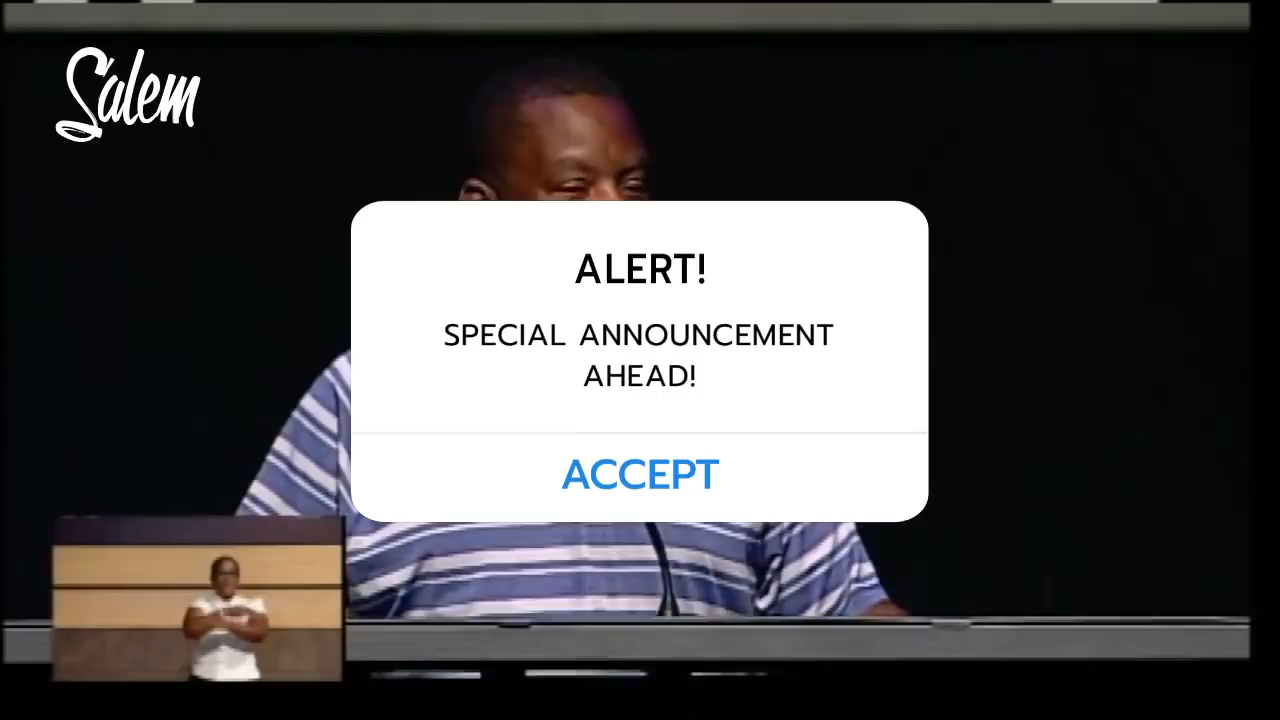 Salem
ALERT!
SPECIAL ANNOUNCEMENT
AHEAD!
ACCEPT